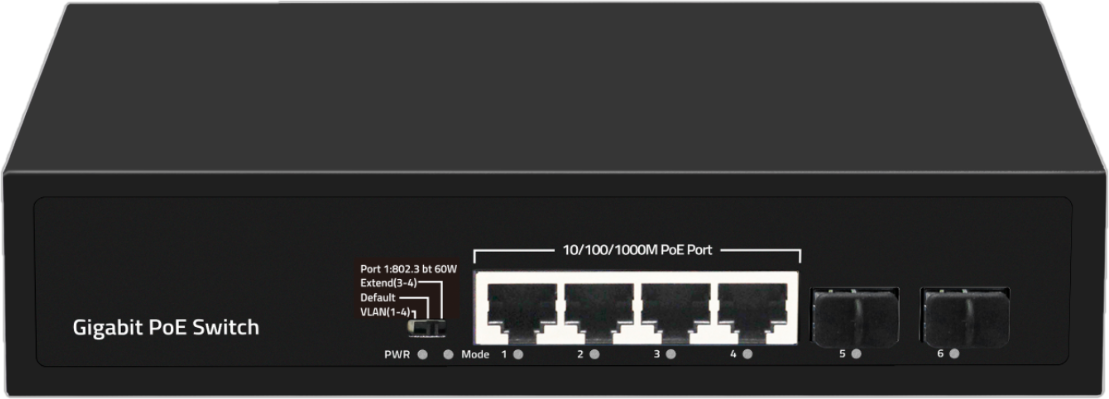 10/100/1000M PoE Port
Port 1:802.3 bt 60W
Extend(3-4)
Default
VLAN(1-4)
Gigabit PoE Switch
PWR Mode 1 2 3 4 5 6